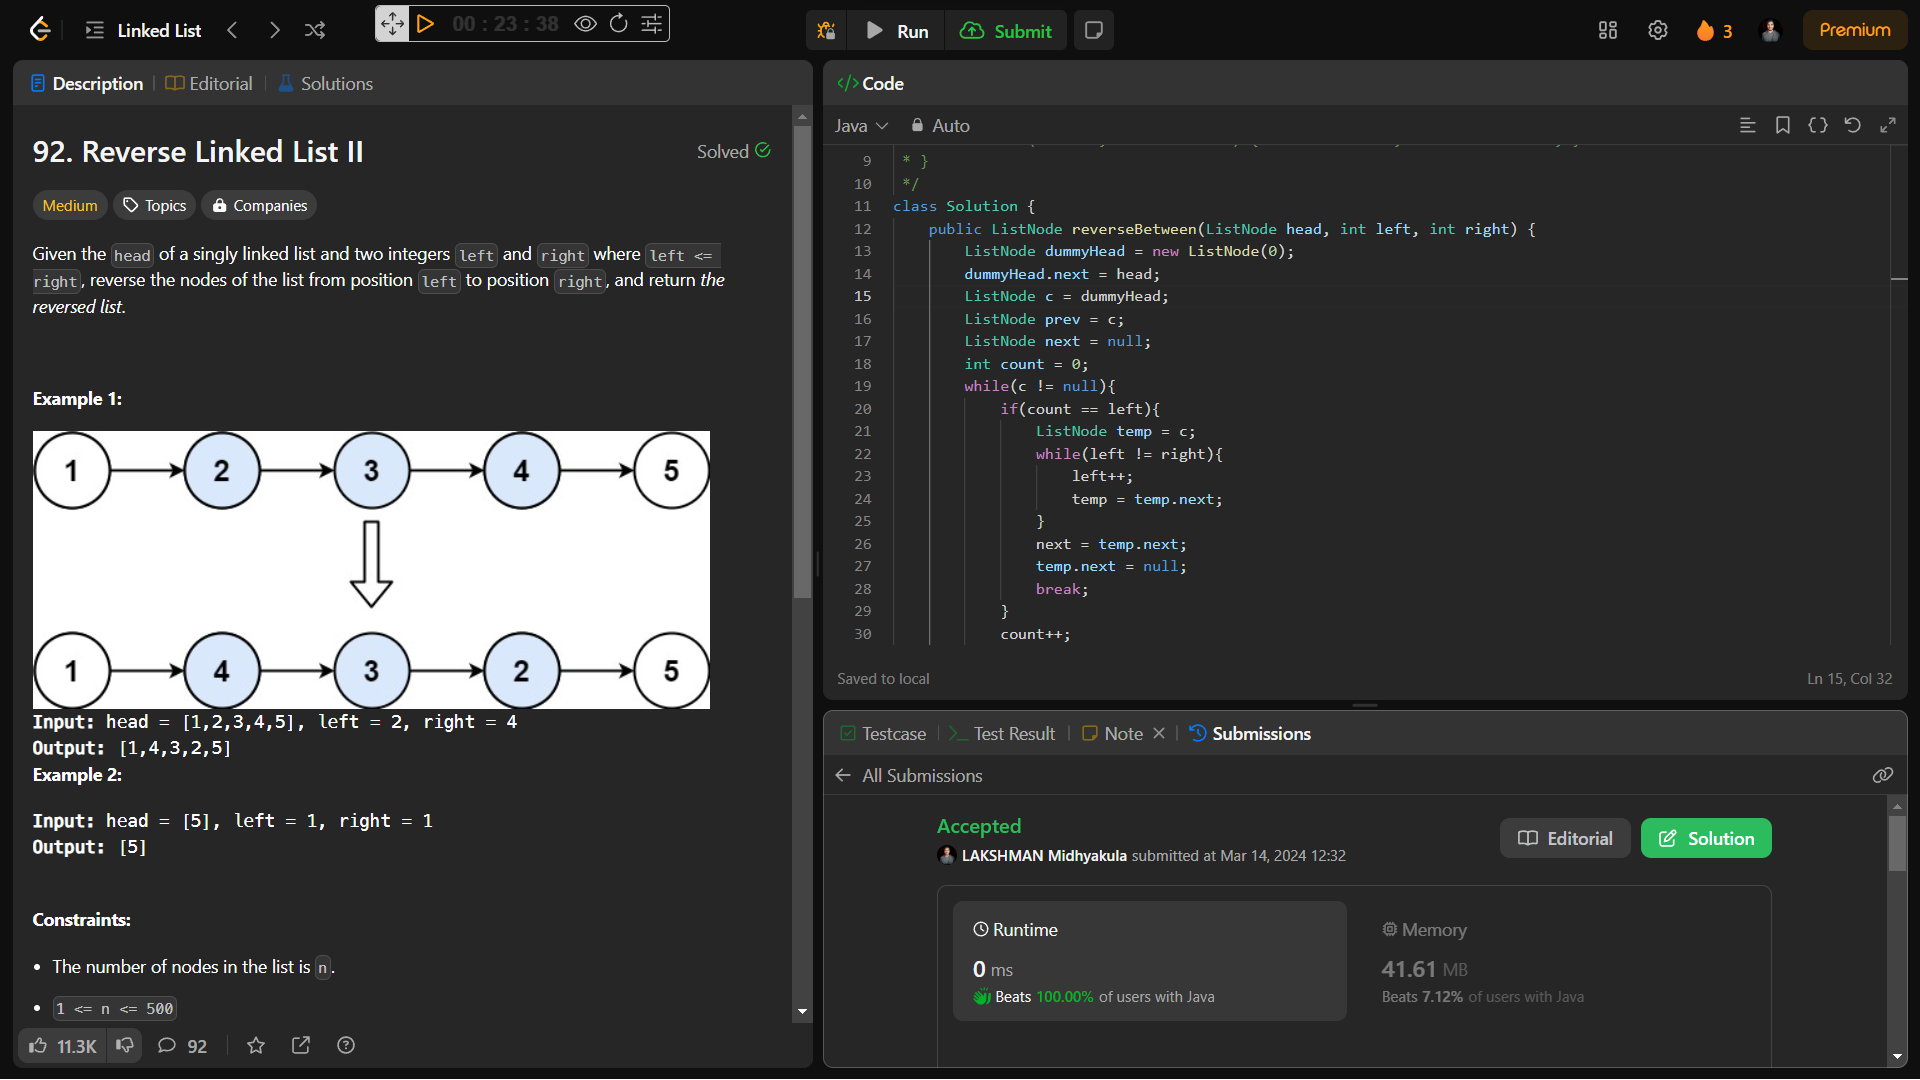 Linked List
00 : 23 : 38
Run
Submit
3
Premium
Description
Editorial
Solutions
92. Reverse Linked List II
Solved
Medium
Topics
Companies
Given the head of a singly linked list and two integers left and right where left <=
right, reverse the nodes of the list from position left to position right, and return the
reversed list.
Example 1:
1 2 3 4 5
1 4 3 2 5
Input: head = [1,2,3,4,5], left = 2, right = 4
Output: [1,4,3,2,5]
Example 2:
Input: head = [5], left = 1, right = 1
Output: [5]
Constraints:
• The number of nodes in the list is n.
• 1 <= n <= 500
11.3K
92
</> Code
Java
Auto
9 * }
10 */
11 class Solution {
12 public ListNode reverseBetween(ListNode head, int left, int right) {
13 ListNode dummyHead = new ListNode(0);
14 dummyHead.next = head;
15 ListNode c = dummyHead;
16 ListNode prev = c;
17 ListNode next = null;
18 int count = 0;
19 while(c != null){
20 if(count == left){
21 ListNode temp = c;
22 while(left != right){
23 left++;
24 temp = temp.next;
25 }
26 next = temp.next;
27 temp.next = null;
28 break;
29 }
30 count++;
Saved to local
Ln 15, Col 32
Testcase
Test Result
Note
Submissions
All Submissions
Accepted
LAKSHMAN Midhyakula submitted at Mar 14, 2024 12:32
Editorial
Solution
Runtime
0 ms
Beats 100.00% of users with Java
Memory
41.61 MB
Beats 7.12% of users with Java